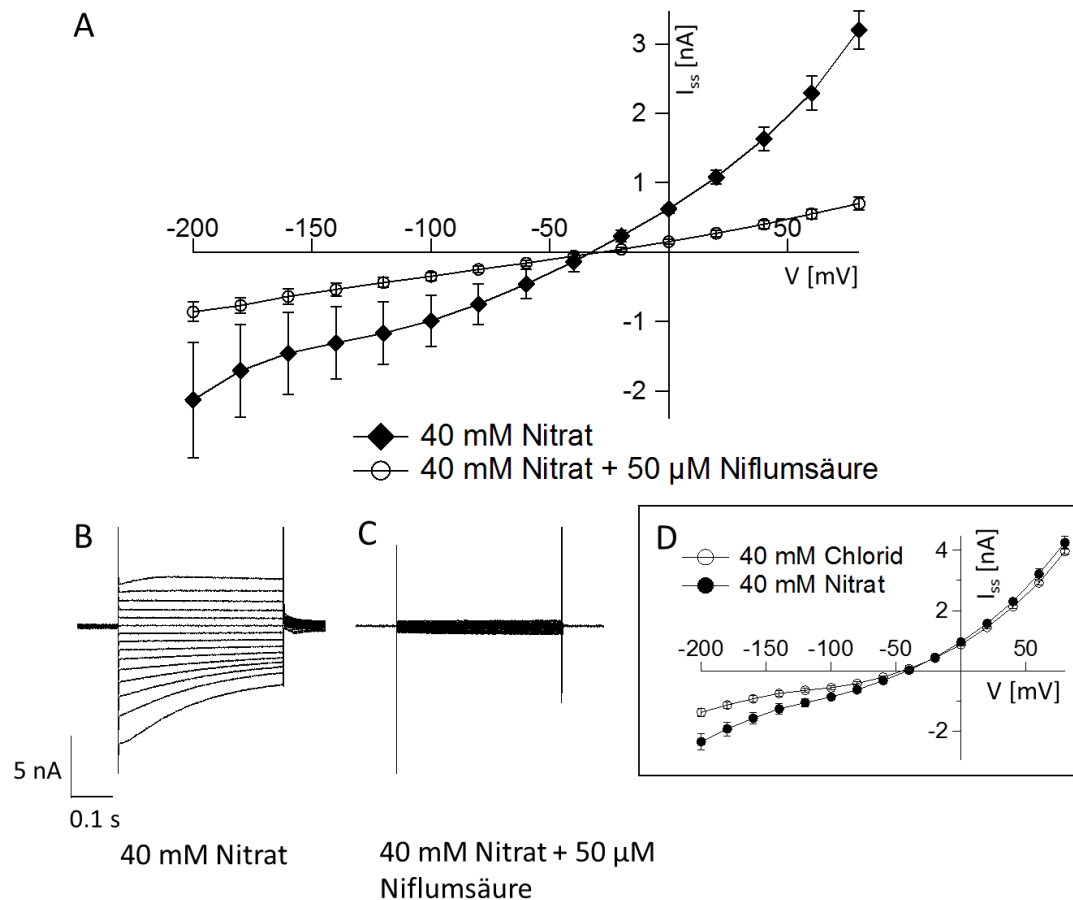 A
I_ss [nA]
3
2
1
-200
-150
-100
-50
50
V [mV]
-1
-2
40 mM Nitrat
40 mM Nitrat + 50 µM Niflumsäure
B
C
5 nA
0.1 s
40 mM Nitrat
40 mM Nitrat + 50 µM
Niflumsäure
D
40 mM Chlorid
40 mM Nitrat
I_ss [nA]
4
2
-200
-150
-100
-50
50
V [mV]
-2